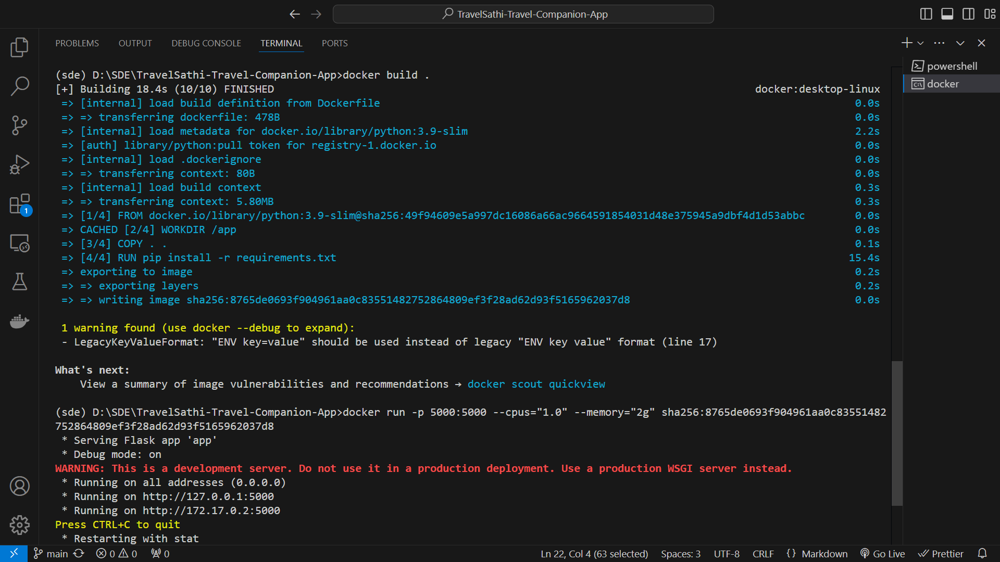 TravelSathi-Travel-Companion-App
PROBLEMS OUTPUT DEBUG CONSOLE TERMINAL PORTS
powershell
docker
1
(sde) D:\SDE\TravelSathi-Travel-Companion-App>docker build .
[+] Building 18.4s (10/10) FINISHED docker:desktop-linux
=> [internal] load build definition from Dockerfile 0.0s
=> => transferring dockerfile: 478B 0.0s
=> [internal] load metadata for docker.io/library/python:3.9-slim 2.2s
=> [auth] library/python:pull token for registry-1.docker.io 0.0s
=> [internal] load .dockerignore 0.0s
=> => transferring context: 80B 0.0s
=> [internal] load build context 0.3s
=> => transferring context: 5.80MB 0.3s
=> [1/4] FROM docker.io/library/python:3.9-slim@sha256:49f94609e5a997dc16086a66ac9664591854031d48e375945a9dbf4d1d53abbc 0.0s
=> CACHED [2/4] WORKDIR /app 0.0s
=> [3/4] COPY . . 0.1s
=> [4/4] RUN pip install -r requirements.txt 15.4s
=> exporting to image 0.2s
=> => exporting layers 0.2s
=> => writing image sha256:8765de0693f904961aa0c83551482752864809ef3f28ad62d93f5165962037d8 0.0s
1 warning found (use docker --debug to expand):
- LegacyKeyValueFormat: "ENV key=value" should be used instead of legacy "ENV key value" format (line 17)
What's next:
View a summary of image vulnerabilities and recommendations → docker scout quickview
(sde) D:\SDE\TravelSathi-Travel-Companion-App>docker run -p 5000:5000 --cpus="1.0" --memory="2g" sha256:8765de0693f904961aa0c83551482
752864809ef3f28ad62d93f5165962037d8
* Serving Flask app 'app'
* Debug mode: on
WARNING: This is a development server. Do not use it in a production deployment. Use a production WSGI server instead.
* Running on all addresses (0.0.0.0)
* Running on http://127.0.0.1:5000
* Running on http://172.17.0.2:5000
Press CTRL+C to quit
* Restarting with stat
main 0 0 0 Ln 22, Col 4 (63 selected) Spaces: 3 UTF-8 CRLF {} Markdown Go Live Prettier